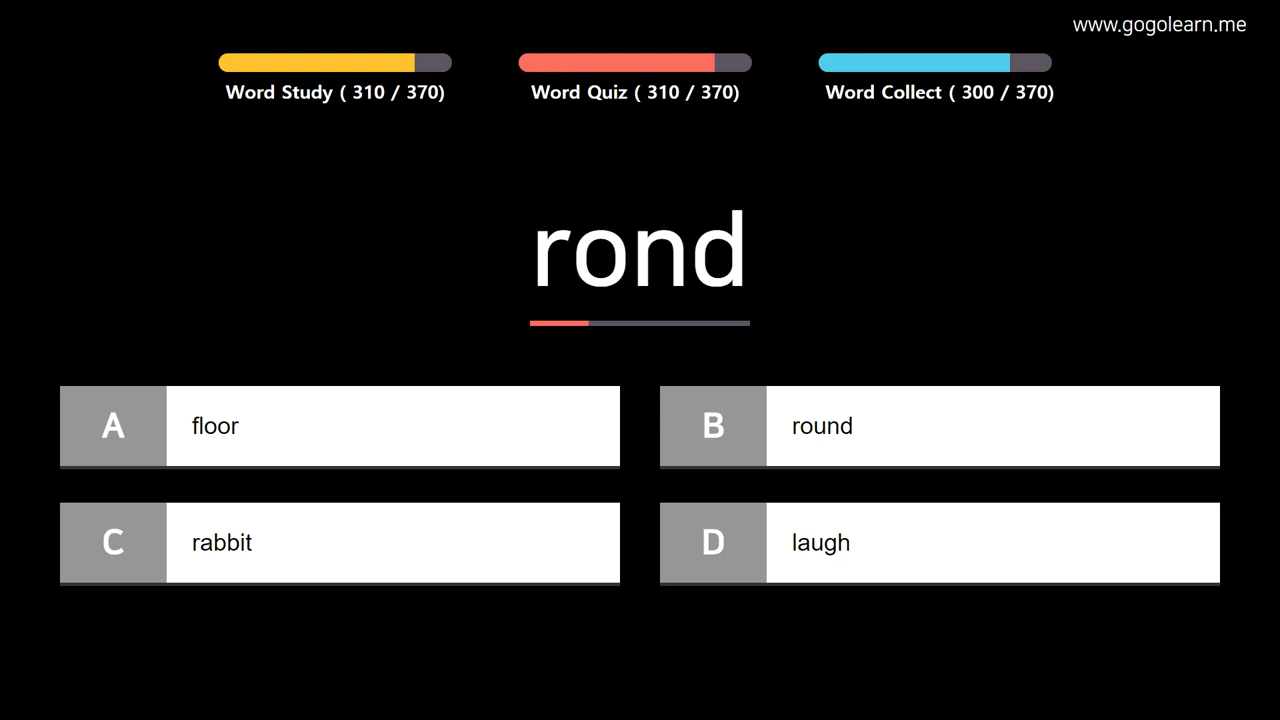 www.gogolearn.me
Word Study ( 310 / 370)
Word Quiz ( 310 / 370)
Word Collect ( 300 / 370)
rond
A floor
B round
C rabbit
D laugh